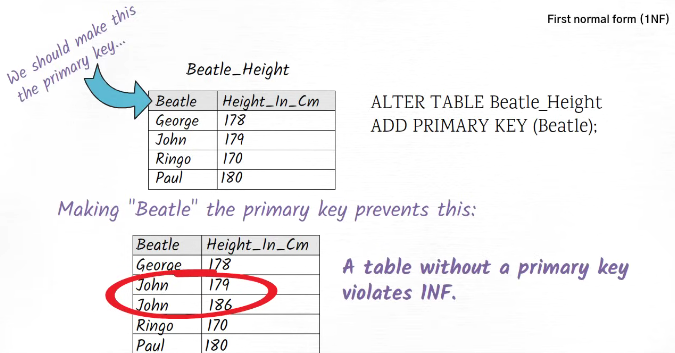 First normal form (1NF)
We should make this
the primary key...
Beatle_Height
Beatle Height_In_Cm
George 178
John 179
Ringo 170
Paul 180
ALTER TABLE Beatle_Height
ADD PRIMARY KEY (Beatle);
Making "Beatle" the primary key prevents this:
Beatle Height_In_Cm
George 178
John 179
John 186
Ringo 170
Paul 180
A table without a primary key
violates 1NF.